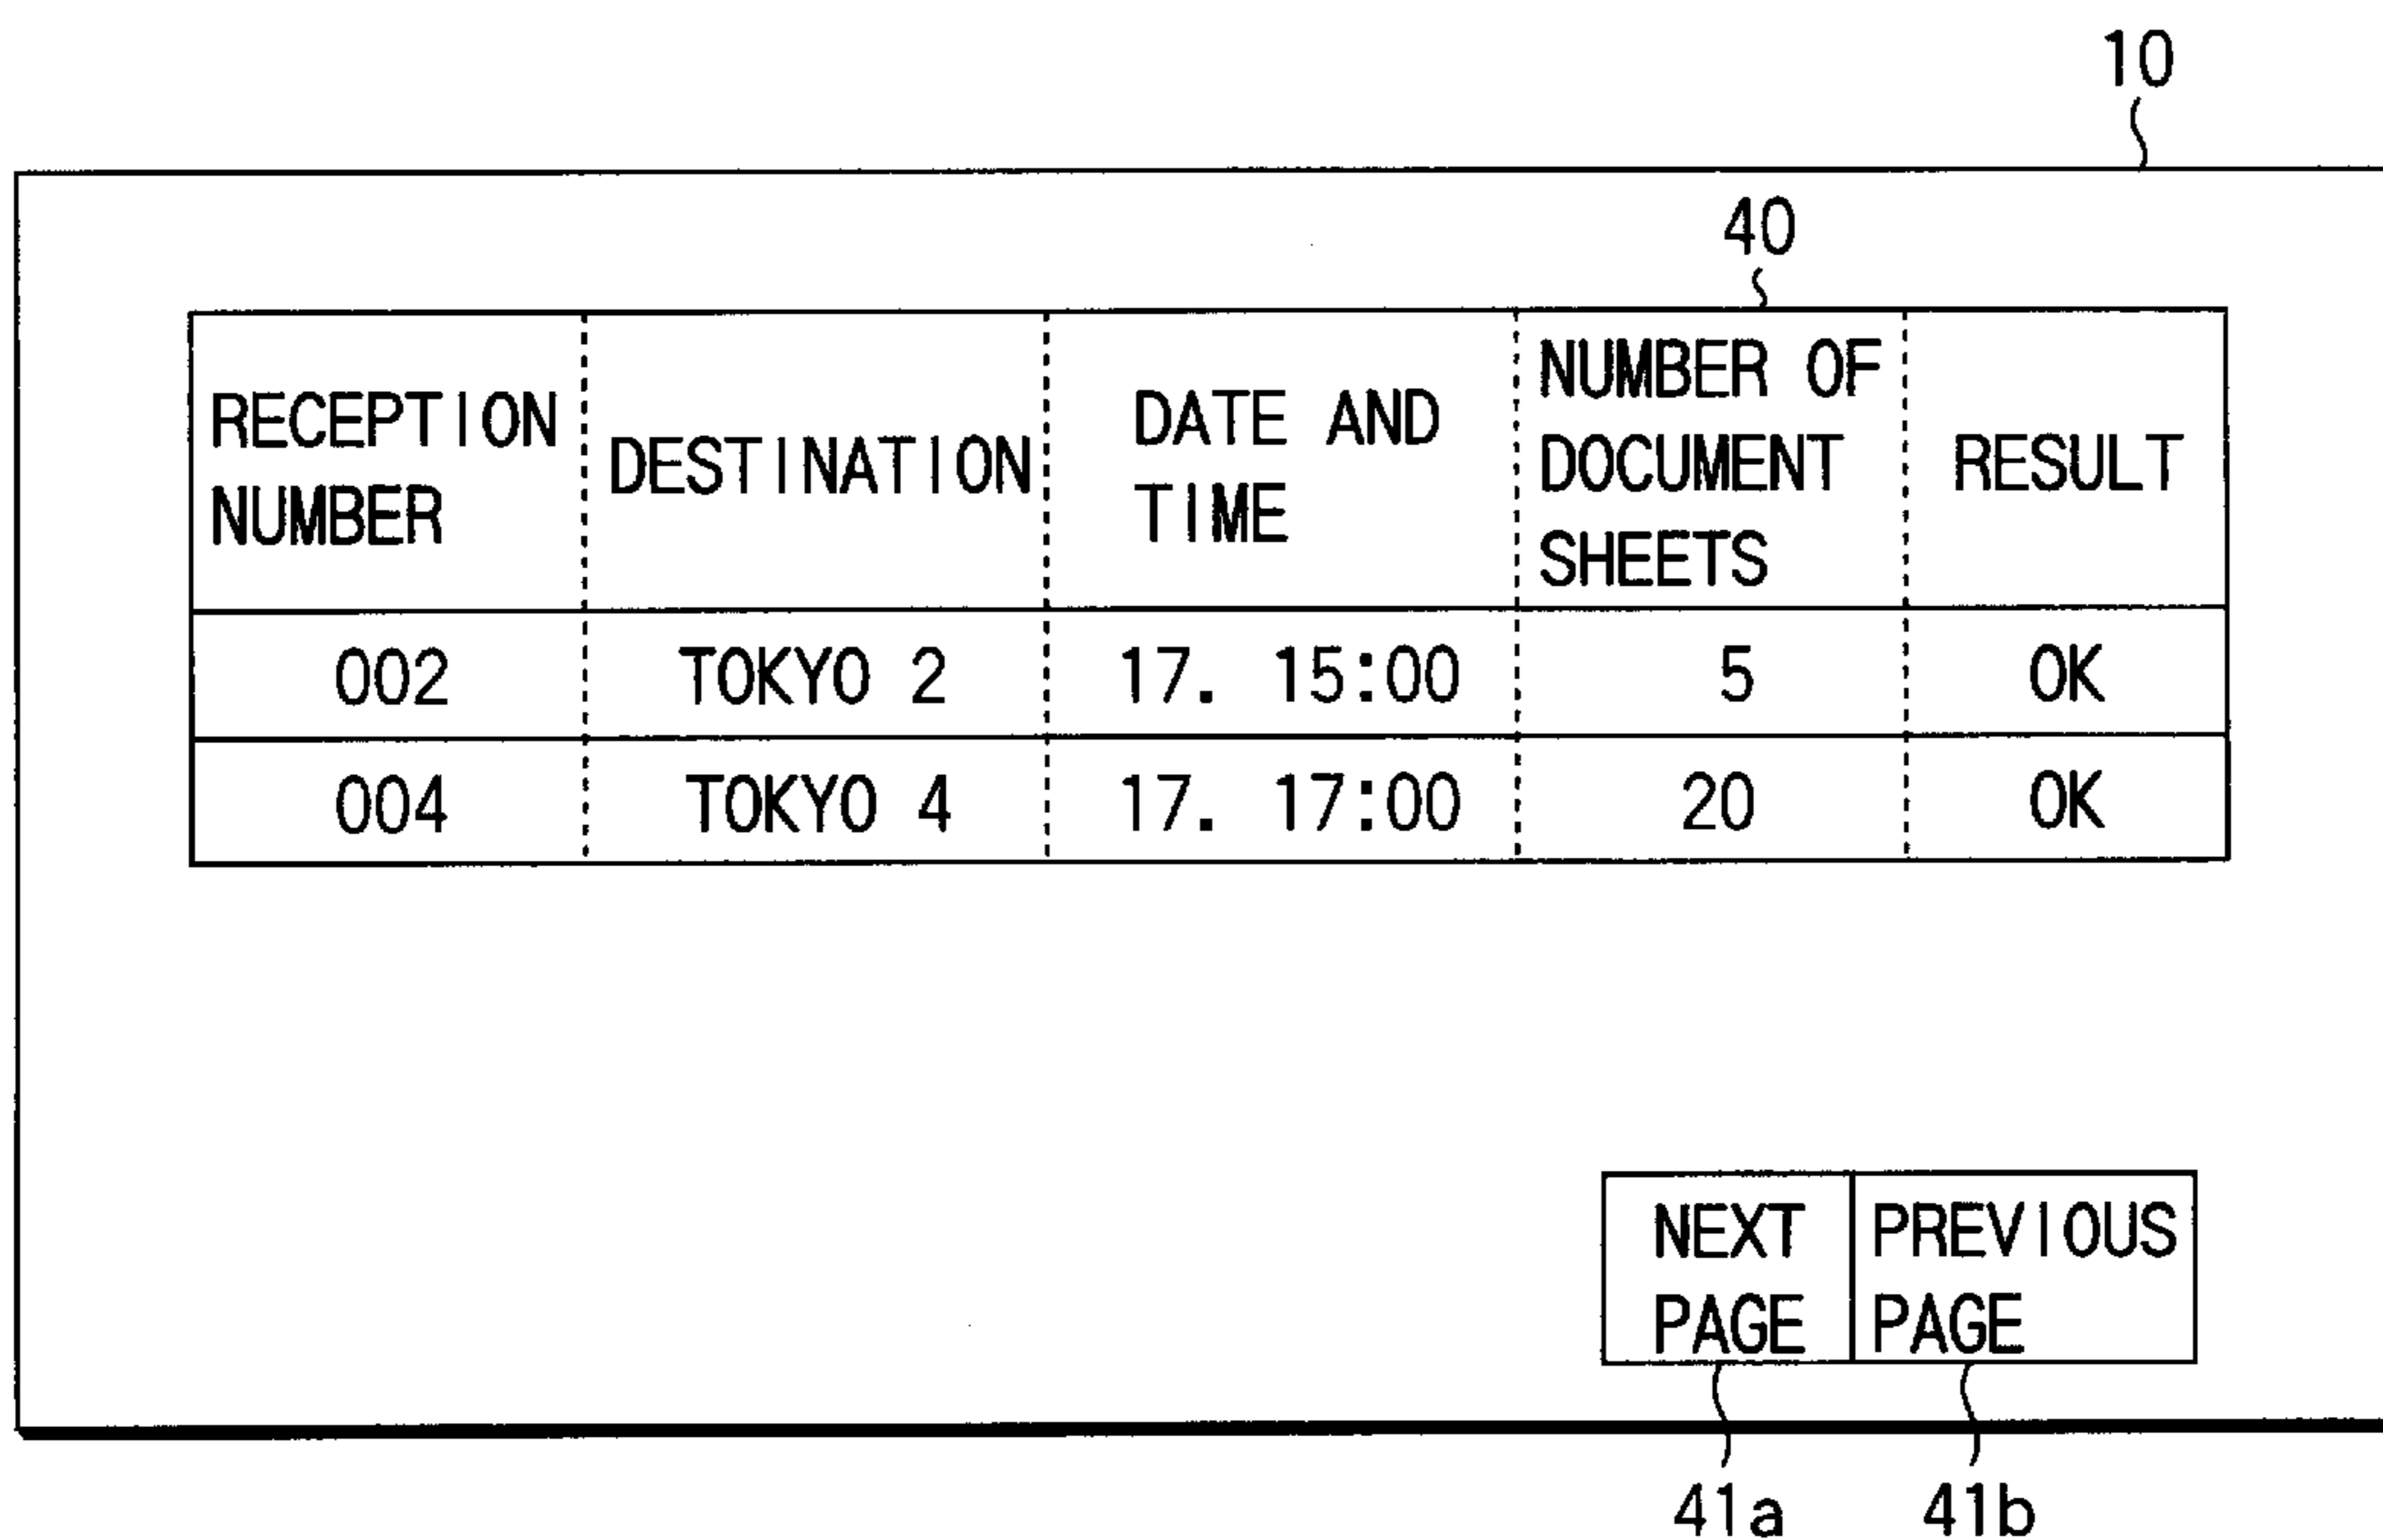 10
40
RECEPTION NUMBER DESTINATION DATE AND TIME NUMBER OF DOCUMENT SHEETS RESULT
002 TOKYO 2 17. 15:00 5 OK
004 TOKYO 4 17. 17:00 20 OK
NEXT PAGE PREVIOUS PAGE
41a 41b